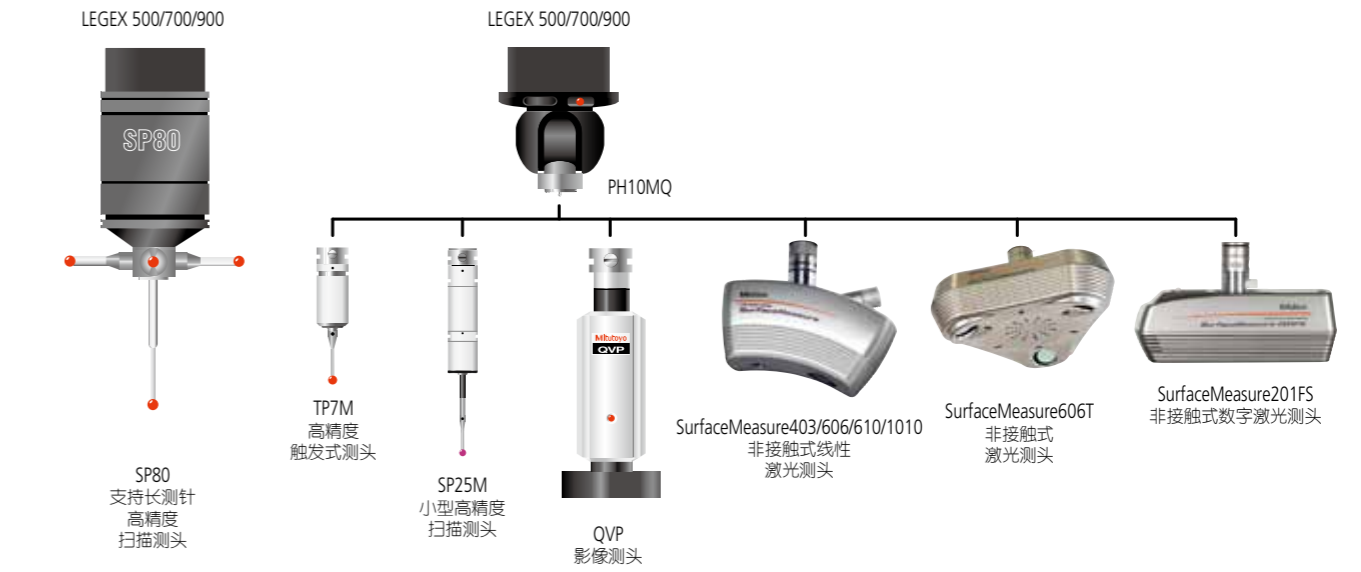 LEGEX 500/700/900
LEGEX 500/700/900
SP80
PH10MQ
Mitutoyo
QVP
SurfaceMeasure
TP7M
高精度
触发式测头
SP25M
小型高精度
扫描测头
QVP
影像测头
SurfaceMeasure403/606/610/1010
非接触式线性
激光测头
SurfaceMeasure606T
非接触式
激光测头
SurfaceMeasure201FS
非接触式数字激光测头
SP80
支持长测针
高精度
扫描测头